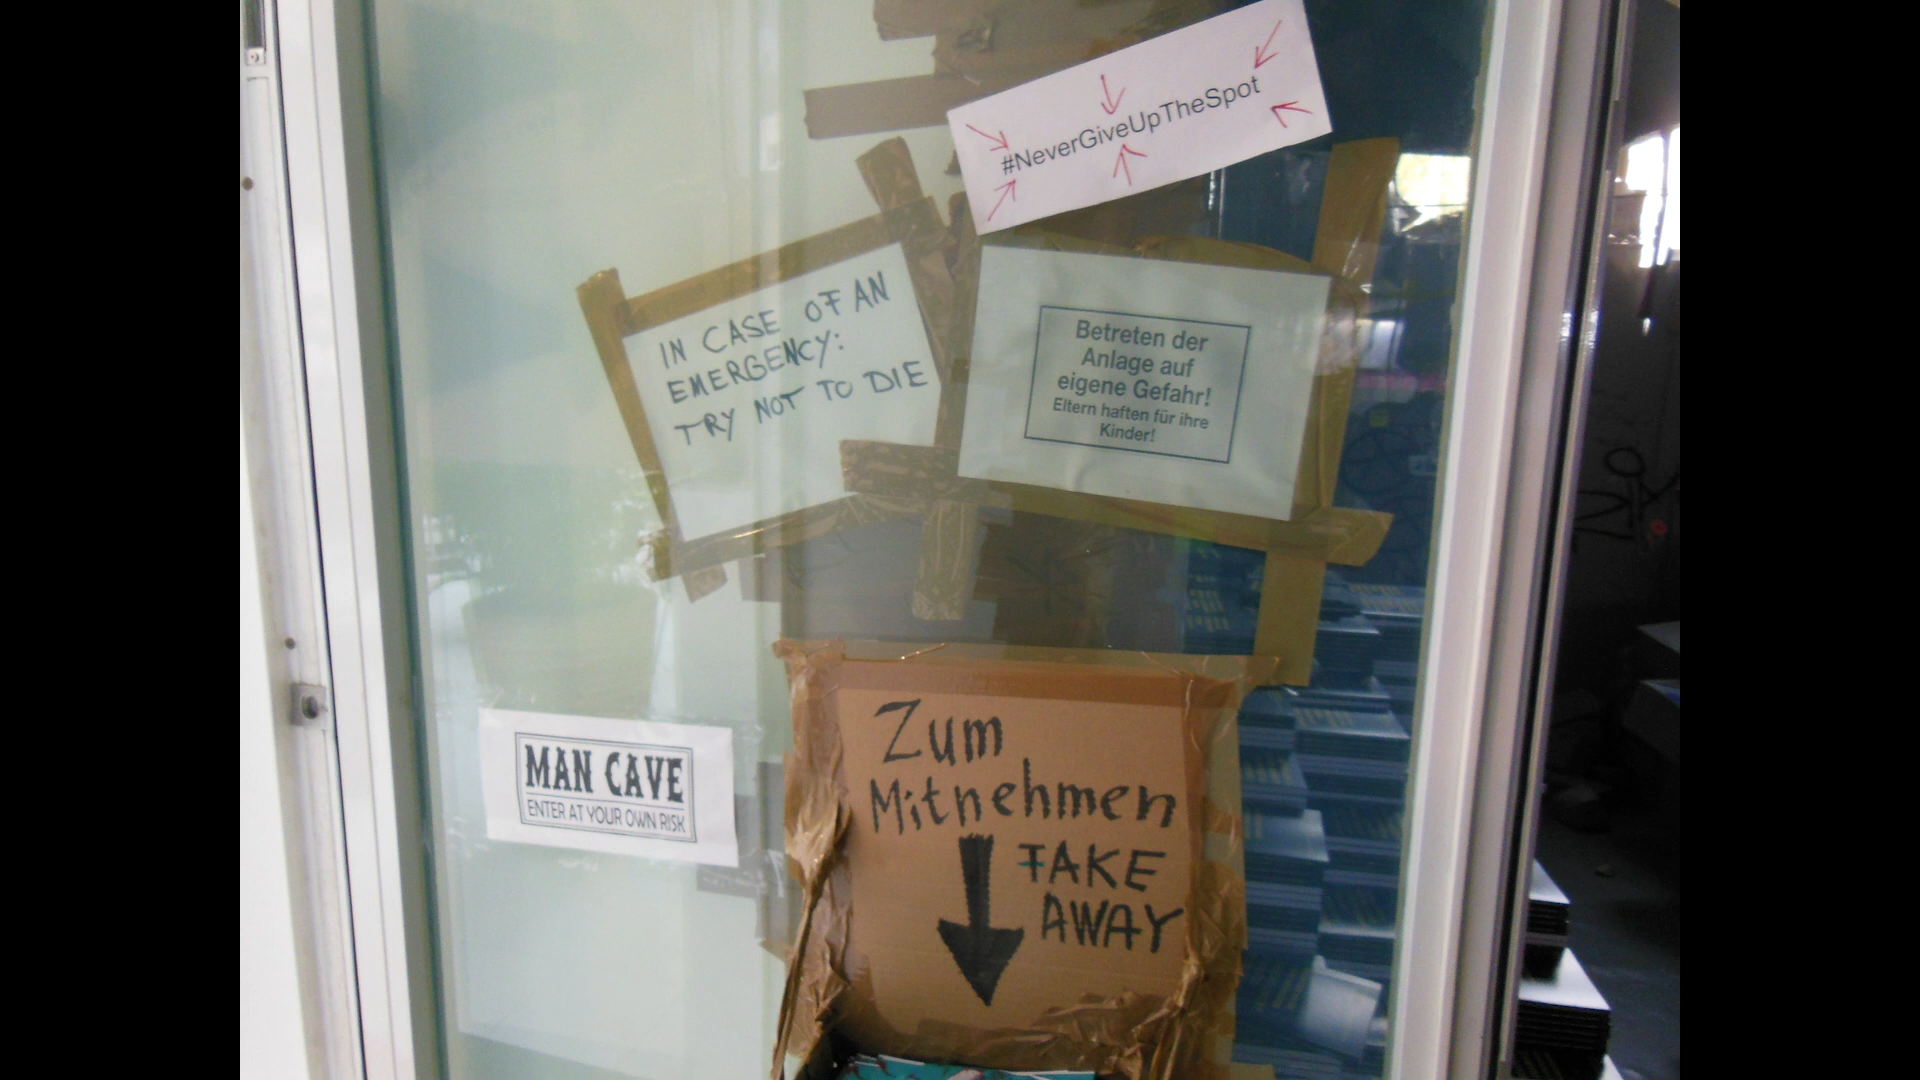 #NeverGiveUpTheSpot
IN CASE OF AN
EMERGENCY:
TRY NOT TO DIE
Betreten der
Anlage auf
eigene Gefahr!
Eltern haften für ihre
Kinder!
MAN CAVE
ENTER AT YOUR OWN RISK
Zum
Mitnehmen
TAKE
AWAY